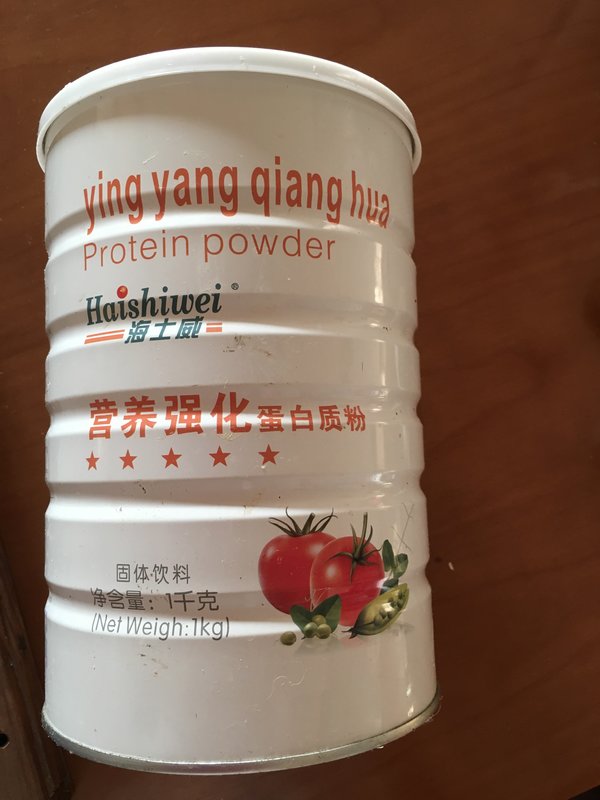 ying yang qiang hua
Protein powder
Haishiwei®
海士威
营养强化蛋白质粉
固体饮料
净含量：1千克
(Net Weigh:1kg)